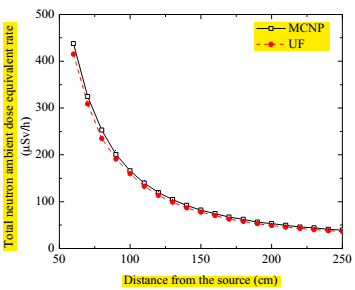 500
400
300
200
100
0
Total neutron ambient dose equivalent rate
(μSv/h)
MCNP
UF
50
100
150
200
250
Distance from the source (cm)